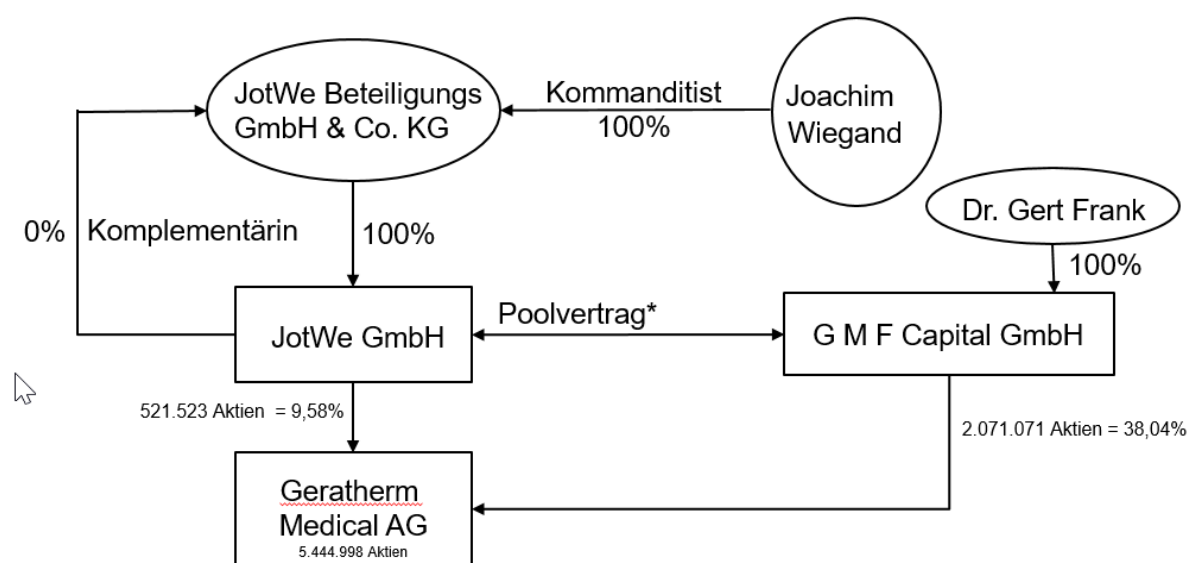 JotWe Beteiligungs
GmbH & Co. KG
Kommanditist
100%
Joachim
Wiegand
Dr. Gert Frank
0%
Komplementärin
100%
100%
JotWe GmbH
Poolvertrag*
G M F Capital GmbH
521.523 Aktien = 9,58%
2.071.071 Aktien = 38,04%
Geratherm
Medical AG
5.444.998 Aktien